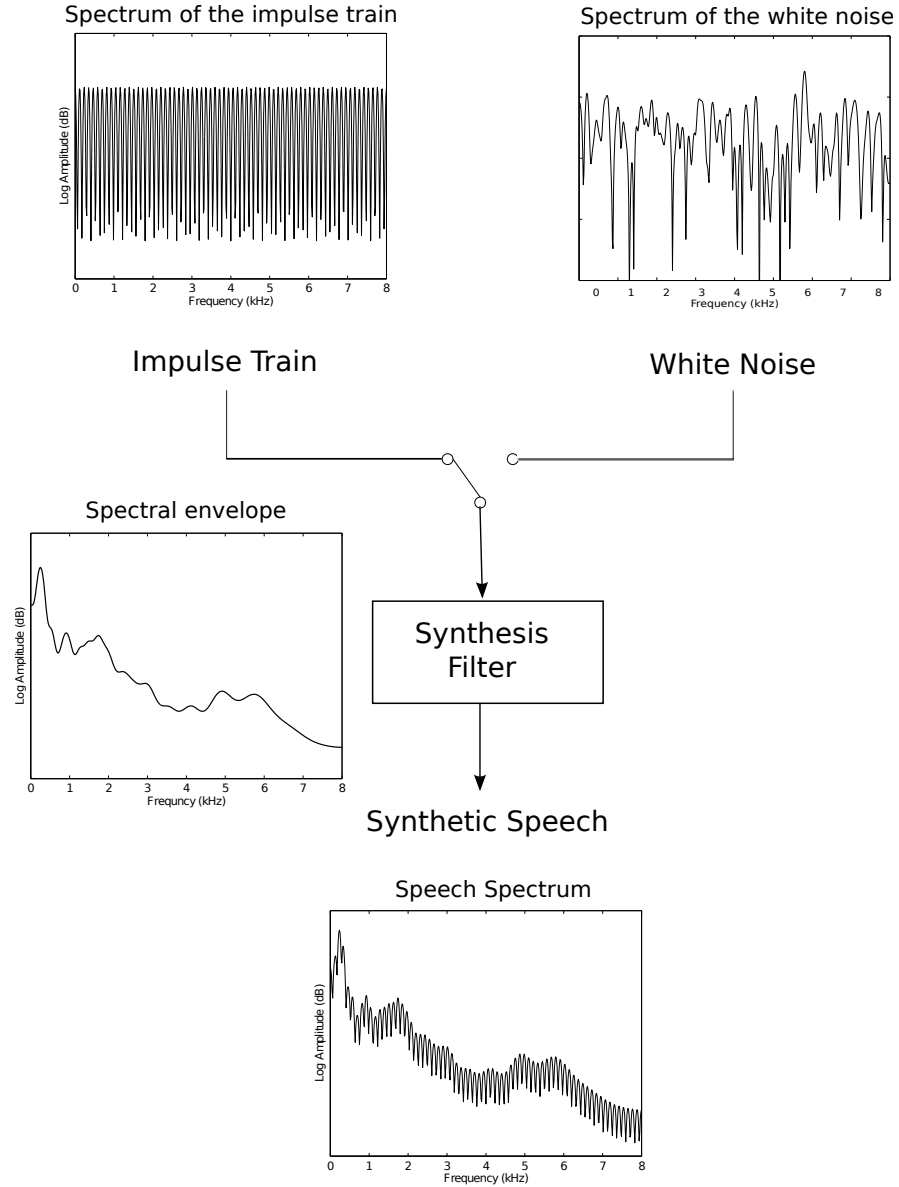 Spectrum of the impulse train
Log Amplitude (dB)
0 1 2 3 4 5 6 7 8
Frequency (kHz)
Spectrum of the white noise
0 1 2 3 4 5 6 7 8
Frequency (kHz)
Impulse Train
White Noise
Spectral envelope
Log Amplitude (dB)
0 1 2 3 4 5 6 7 8
Frequncy (kHz)
Synthesis
Filter
Synthetic Speech
Speech Spectrum
Log Amplitude (dB)
0 1 2 3 4 5 6 7 8
Frequency (kHz)